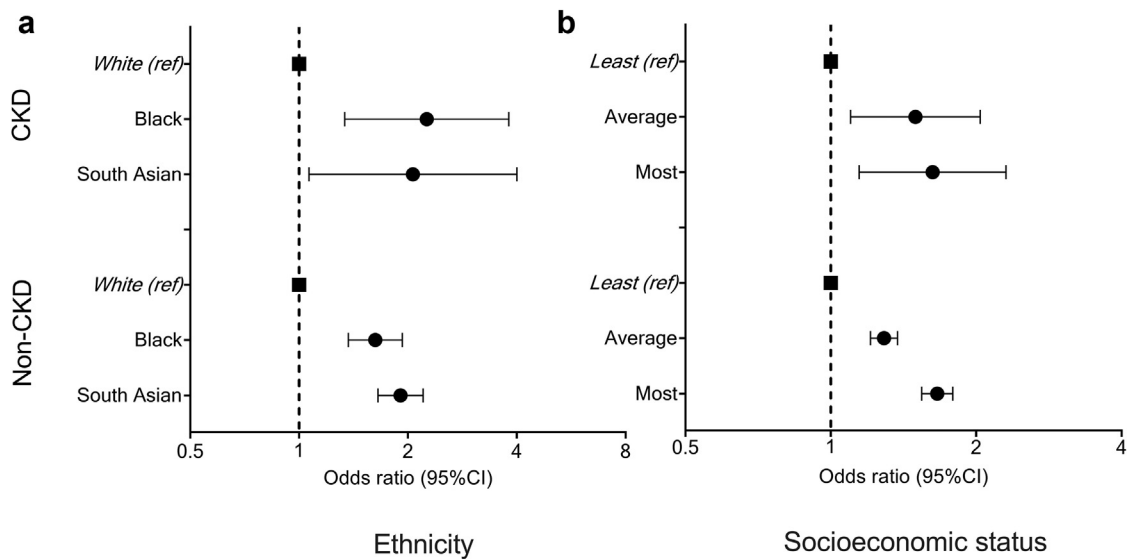 a
CKD
White (ref)
Black
South Asian
Non-CKD
White (ref)
Black
South Asian
0.5 1 2 4 8
Odds ratio (95%CI)
Ethnicity
b
Least (ref)
Average
Most
Least (ref)
Average
Most
0.5 1 2 4
Odds ratio (95%CI)
Socioeconomic status